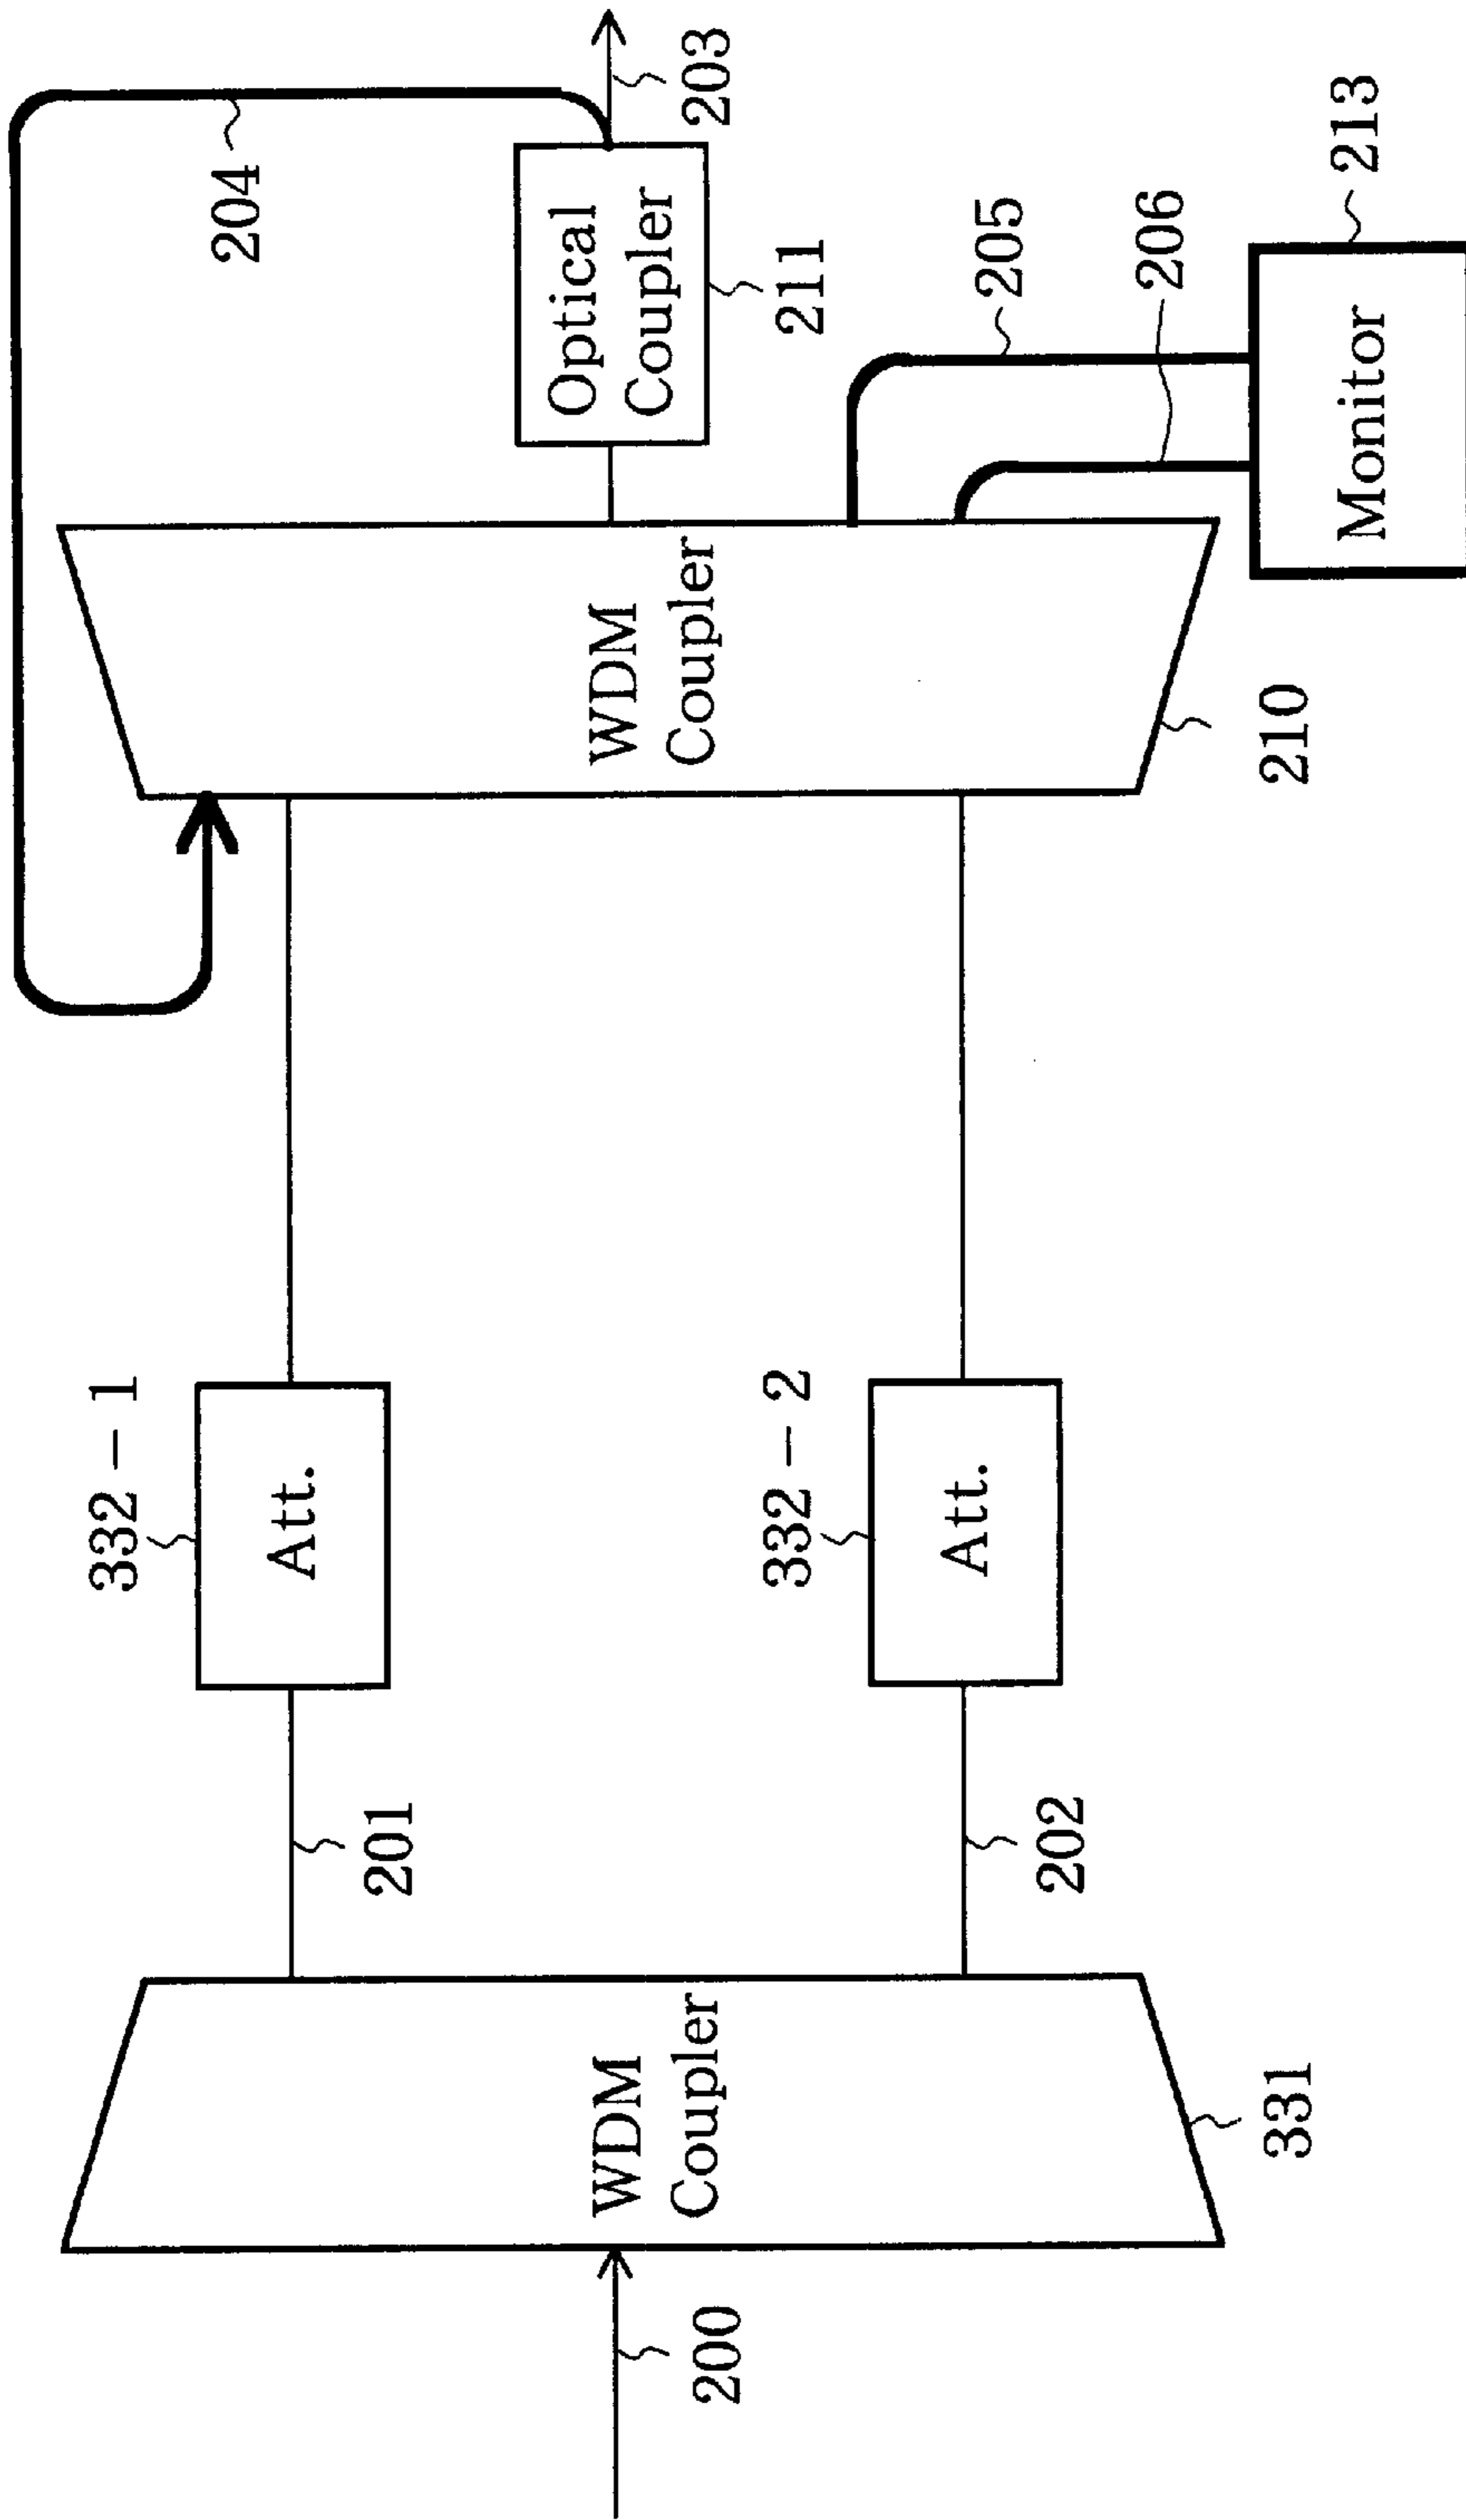 200
WDM
Coupler
331
201
202
332-1
Att.
332-2
Att.
WDM
Coupler
210
204
Optical
Coupler
211
203
205
206
Monitor
213